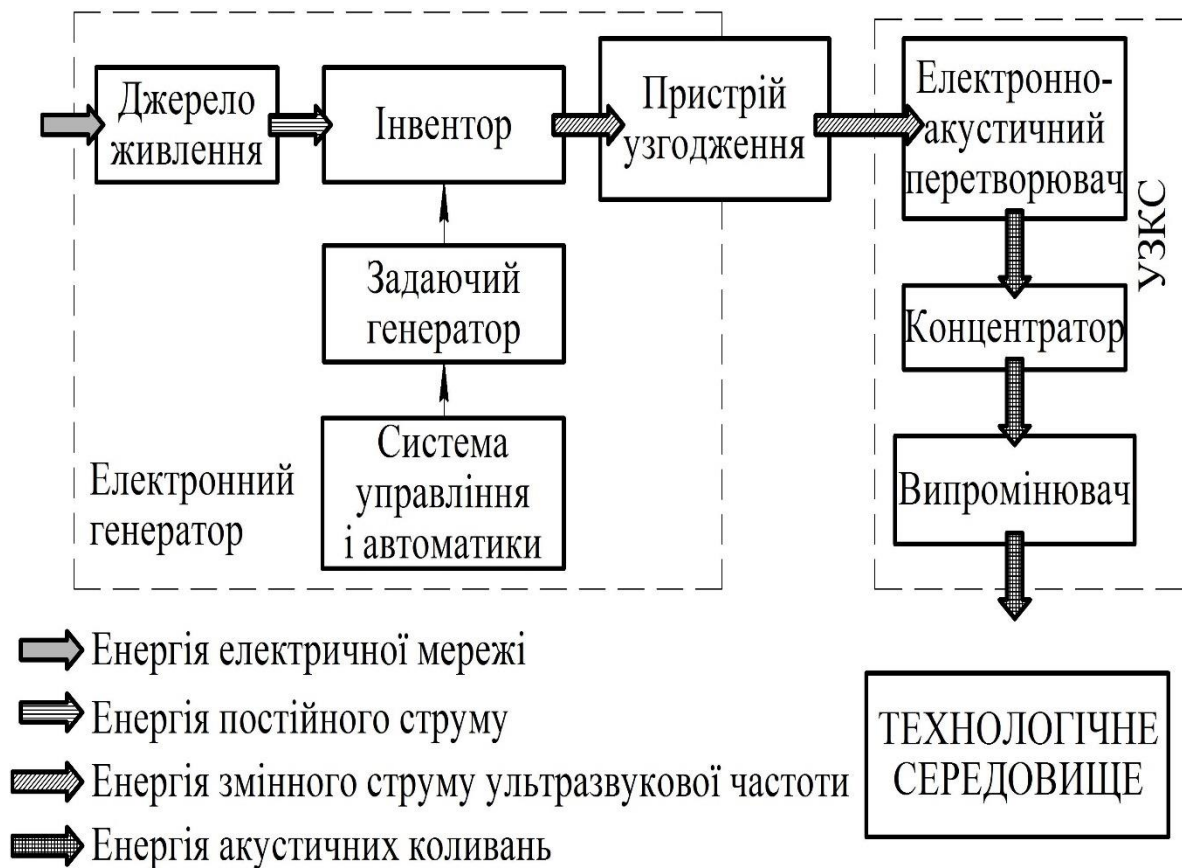 Джерело
живлення
Інвентор
Пристрій
узгодження
Електронно-
акустичний
перетворювач
УЗКС
Задаючий
генератор
Концентратор
Система
управління
і автоматики
Електронний
генератор
Випромінювач
Енергія електричної мережі
Енергія постійного струму
Енергія змінного струму ультразвукової частоти
Енергія акустичних коливань
ТЕХНОЛОГІЧНЕ
СЕРЕДОВИЩЕ